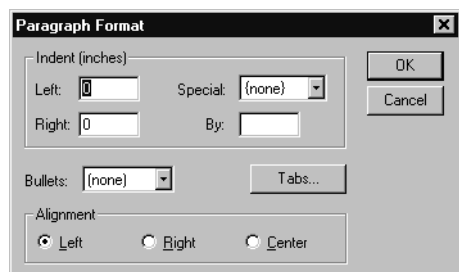 Paragraph Format
Indent (inches)
OK
Left: 0 Special: {none}
Cancel
Right: 0 By:
Bullets: (none) Tabs...
Alignment
Left Right Center